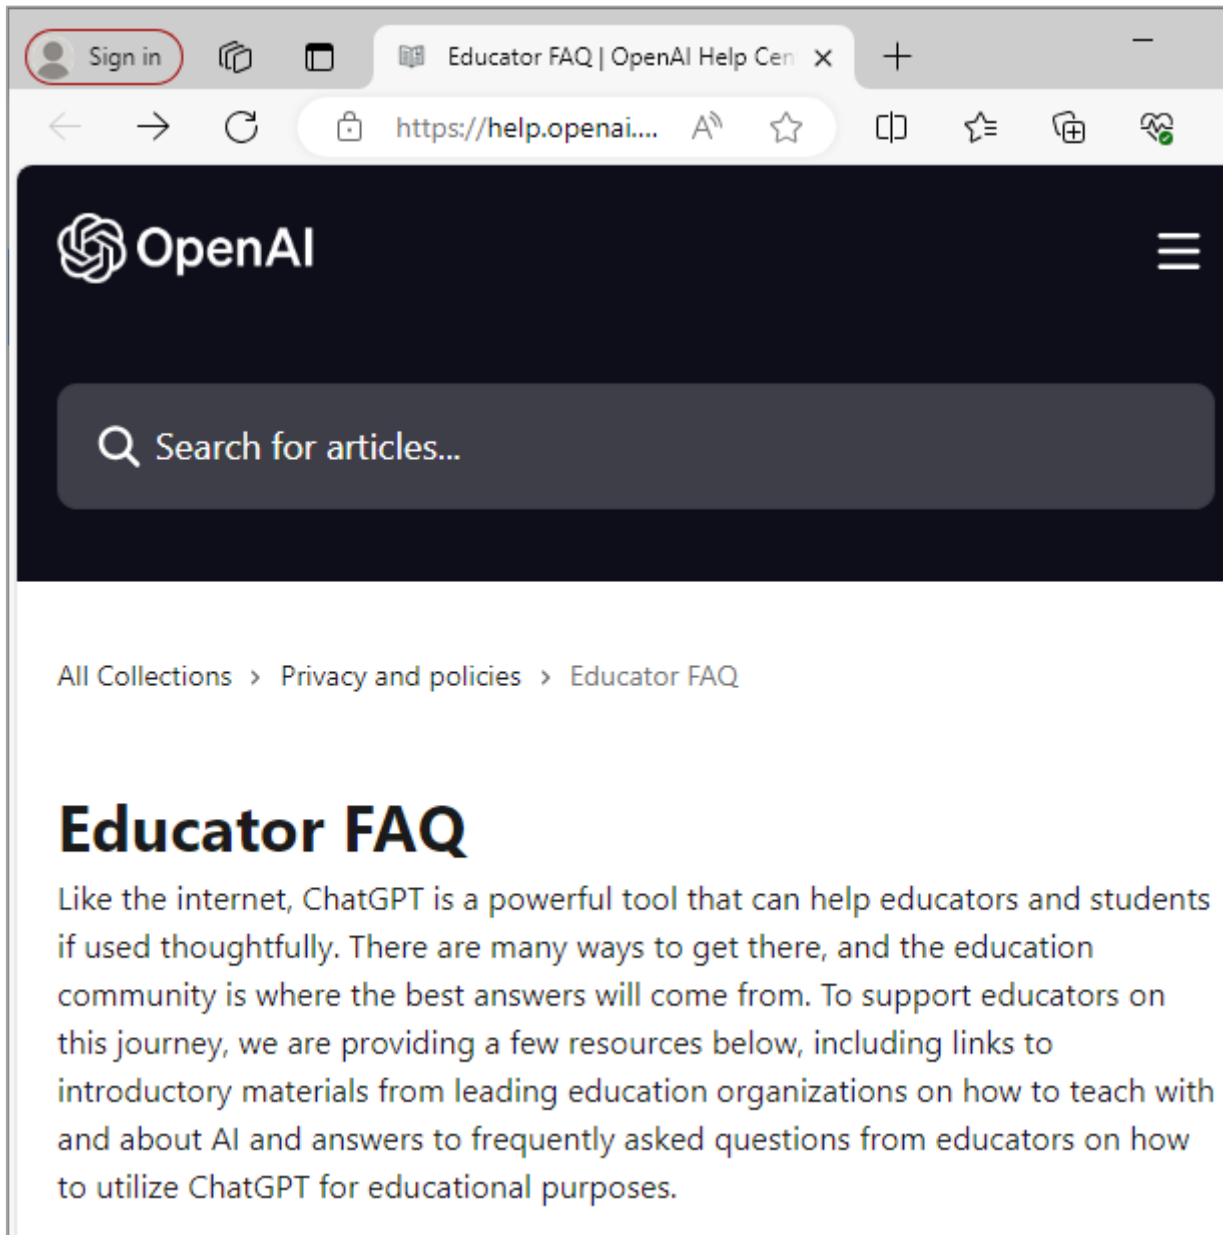 Sign in
Educator FAQ | OpenAI Help Cen
https://help.openai....
OpenAI
Search for articles...
All Collections > Privacy and policies > Educator FAQ
Educator FAQ
Like the internet, ChatGPT is a powerful tool that can help educators and students
if used thoughtfully. There are many ways to get there, and the education
community is where the best answers will come from. To support educators on
this journey, we are providing a few resources below, including links to
introductory materials from leading education organizations on how to teach with
and about AI and answers to frequently asked questions from educators on how
to utilize ChatGPT for educational purposes.